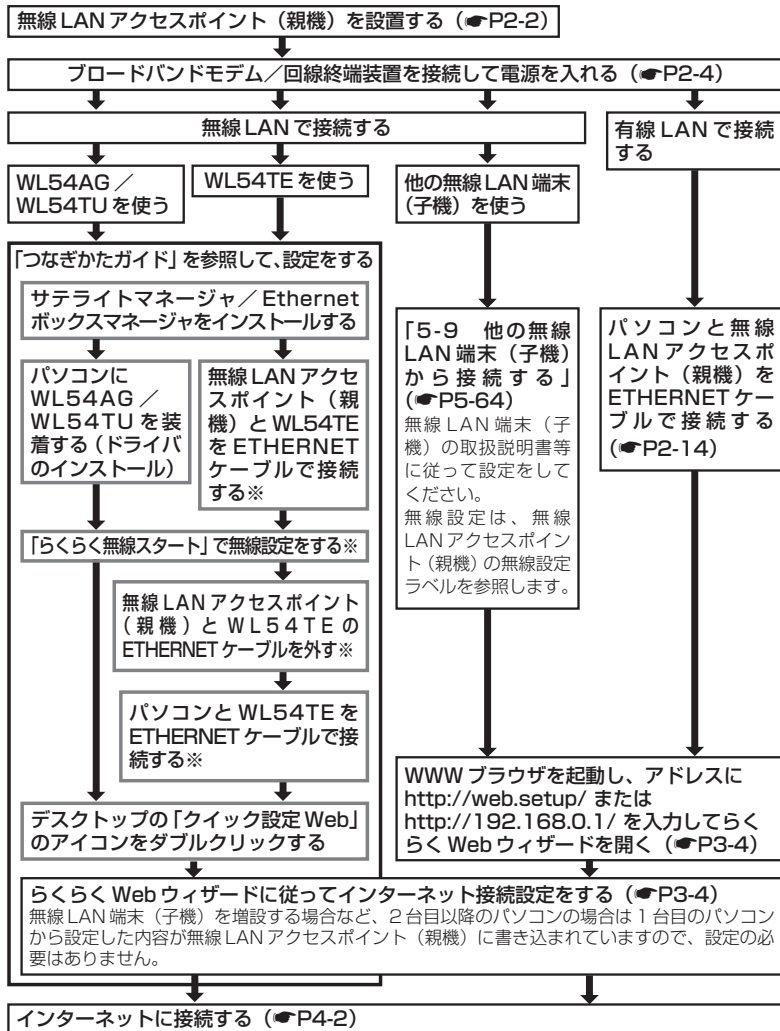 無線LANアクセスポイント（親機）を設置する（☛P2-2）
ブロードバンドモデム／回線終端装置を接続して電源を入れる（☛P2-4）
無線LANで接続する
有線LANで接続
する
WL54AG／
WL54TUを使う
WL54TEを使う
他の無線LAN端末
（子機）を使う
「つなぎかたガイド」を参照して、設定をする
サテライトマネージャ／Ethernet
ボックスマネージャをインストールする
パソコンに
WL54AG／
WL54TUを装
着する（ドライバ
のインストール）
無線LANアクセ
スポイント（親
機）とWL54TE
をETHERNET
ケーブルで接続
する※
「らくらく無線スタート」で無線設定をする※
無線LANアクセスポイント
（親機）とWL54TEの
ETHERNETケーブルを外す※
パソコンとWL54TEを
ETHERNETケーブルで接
続する※
デスクトップの「クイック設定Web」
のアイコンをダブルクリックする
「5-9　他の無線
LAN端末（子機）
から接続する」
（☛P5-64）
無線LAN端末（子
機）の取扱説明書等
に従って設定をして
ください。
無線設定は、無線
LANアクセスポイン
ト（親機）の無線設定
ラベルを参照します。
パソコンと無線
LANアクセスポ
イント（親機）を
ETHERNETケー
ブルで接続する
（☛P2-14）
WWWブラウザを起動し、アドレスに
http://web.setup/ または
http://192.168.0.1/ を入力してらく
らくWebウィザードを開く（☛P3-4）
らくらくWebウィザードに従ってインターネット接続設定をする（☛P3-4）
無線LAN端末（子機）を増設する場合など、2台目以降のパソコンの場合は1台目のパソコン
から設定した内容が無線LANアクセスポイント（親機）に書き込まれていますので、設定の必
要はありません。
インターネットに接続する（☛P4-2）